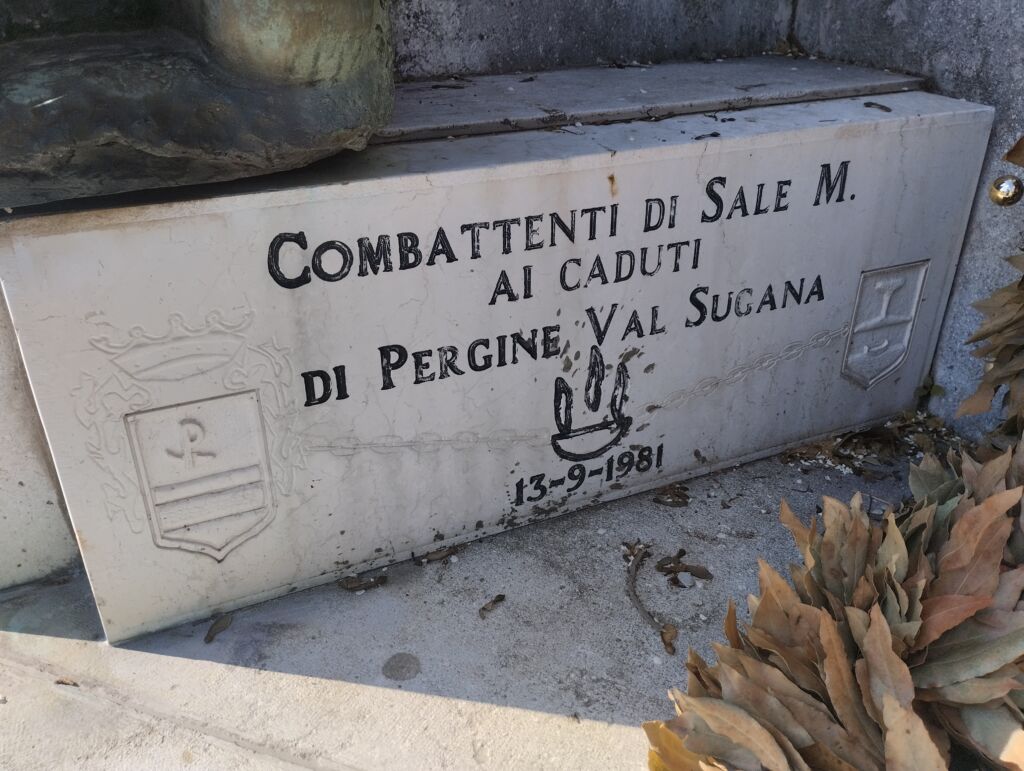 COMBATTENTI DI SALE M.
AI CADUTI
DI PERGINE VAL SUGANA
13-9-1981